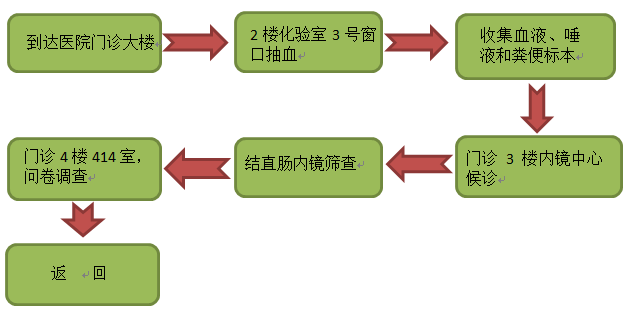 到达医院门诊大楼
2 楼化验室 3 号窗
口抽血
收集血液、唾
液和粪便标本
门诊 3 楼内镜中心
候诊
结直肠内镜筛查
门诊 4 楼 414 室，
问卷调查
返 回